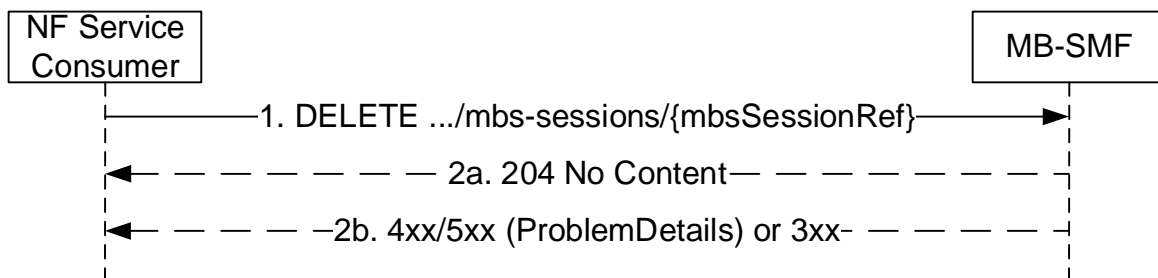 NF Service
Consumer
MB-SMF
1. DELETE .../mbs-sessions/{mbsSessionRef}
2a. 204 No Content
2b. 4xx/5xx (ProblemDetails) or 3xx